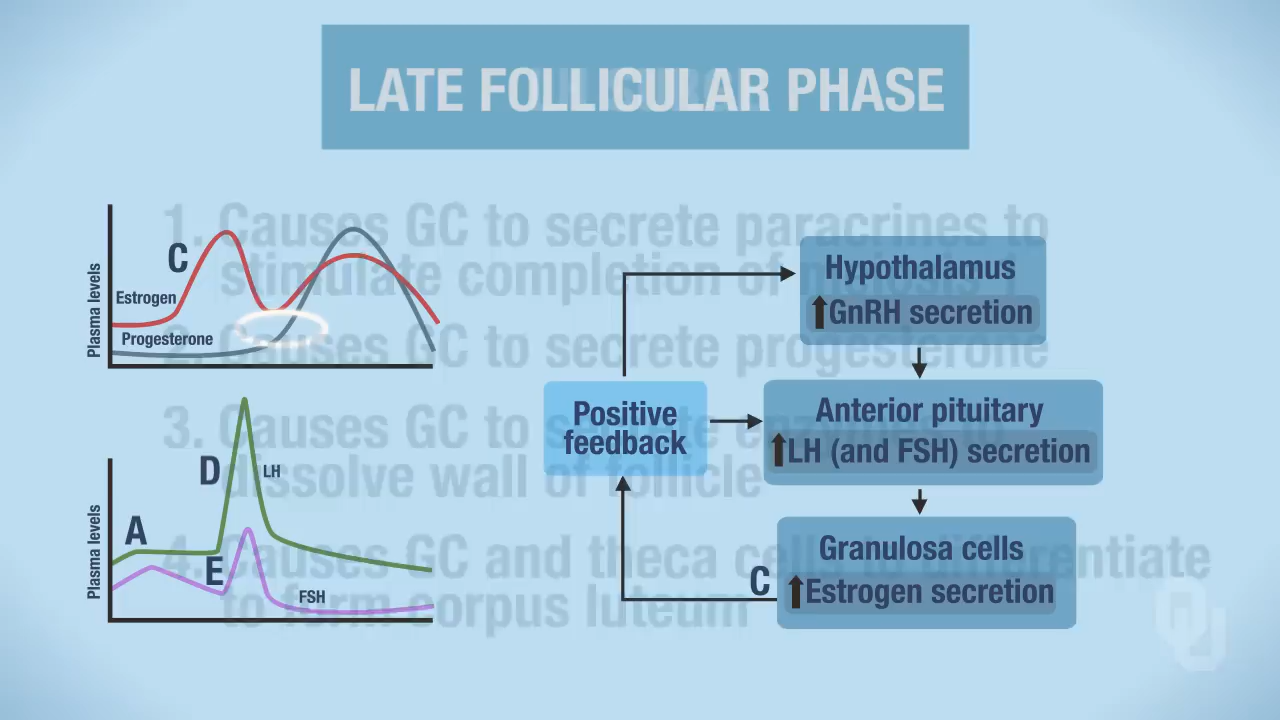 LATE FOLLICULAR PHASE
1. Causes GC to secrete paracrines to
stimulate completion of meiosis 1
2. Causes GC to secrete progesterone
3. Causes GC to
dissolve wall of follicle
4. Causes GC and theca cells to differentiate
to form corpus luteum
Plasma levels
C
Estrogen
Progesterone
Plasma levels
A
D
E
LH
FSH
Positive
feedback
Hypothalamus
GnRH secretion
Anterior pituitary
LH (and FSH) secretion
Granulosa cells
Estrogen secretion
C
OU